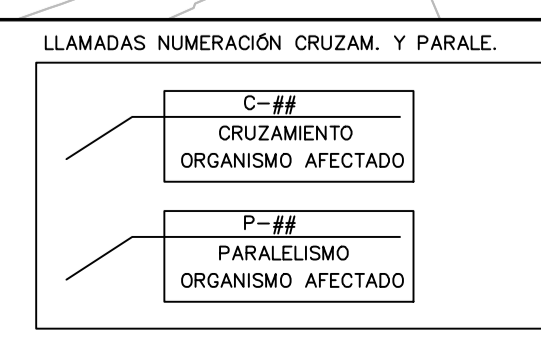 LLAMADAS NUMERACIÓN CRUZAM. Y PARALE.
C-##
CRUZAMIENTO
ORGANISMO AFECTADO
P-##
PARALELISMO
ORGANISMO AFECTADO